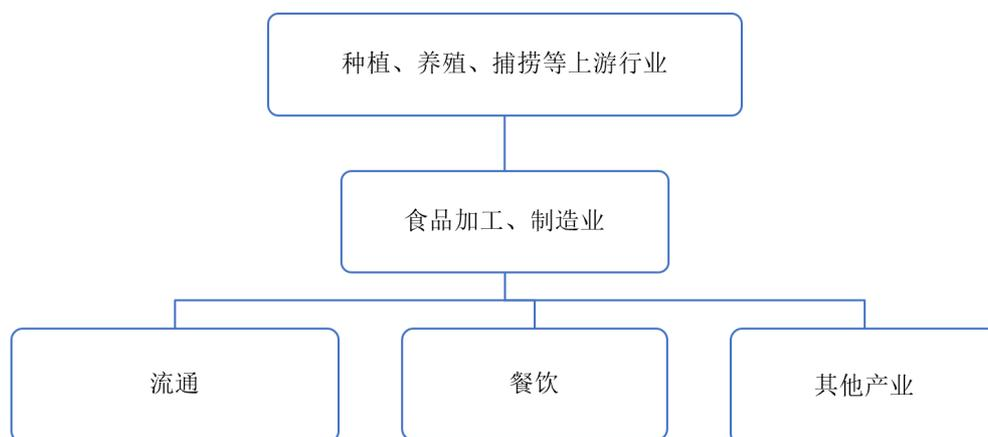 种植、养殖、捕捞等上游行业
食品加工、制造业
流通
餐饮
其他产业